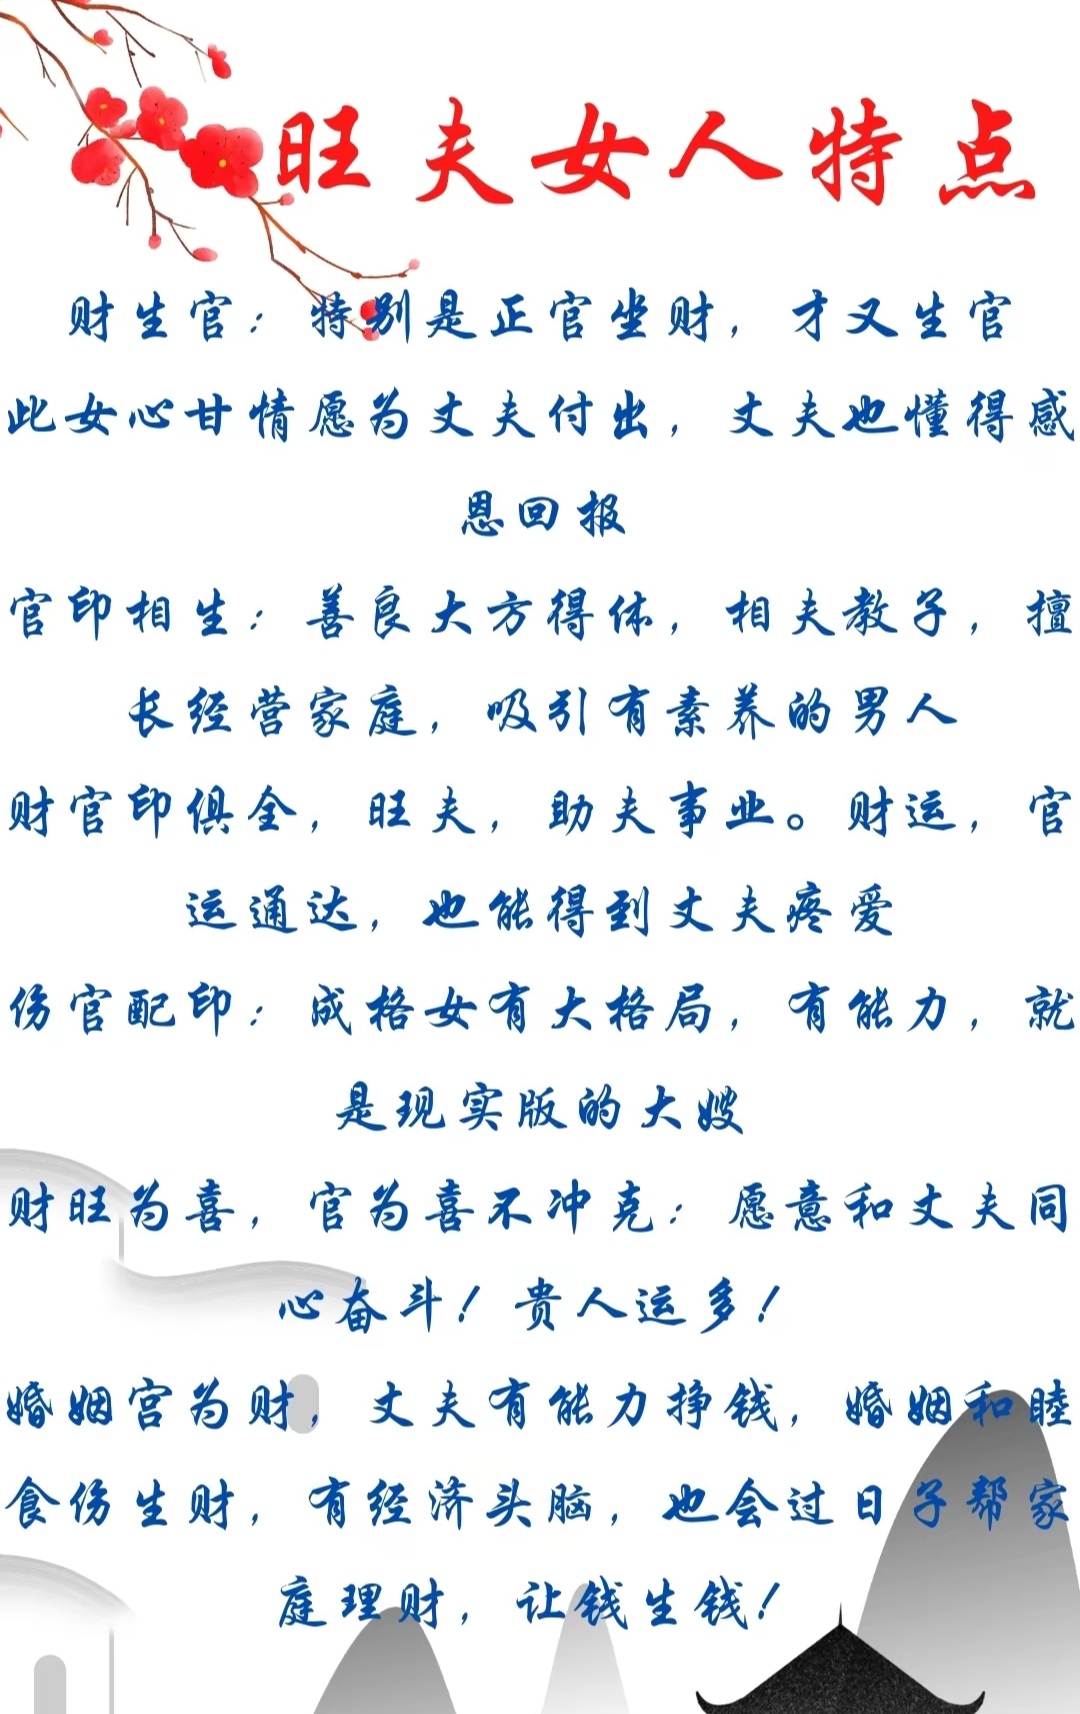 旺夫女人特点
财生官：特别是正官坐财，才又生官
此女心甘情愿为丈夫付出，丈夫也懂得感
恩回报
官印相生：善良大方得体，相夫教子，擅
长经营家庭，吸引有素养的男人
财官印俱全，旺夫，助夫事业。财运，官
运通达，也能得到丈夫疼爱
伤官配印：成格女有大格局，有能力，就
是现实版的大嫂
财旺为喜，官为喜不冲克：愿意和丈夫同
心奋斗！贵人运多！
婚姻宫为财，丈夫有能力挣钱，婚姻和睦
食伤生财，有经济头脑，也会过日子帮家
庭理财，让钱生钱！